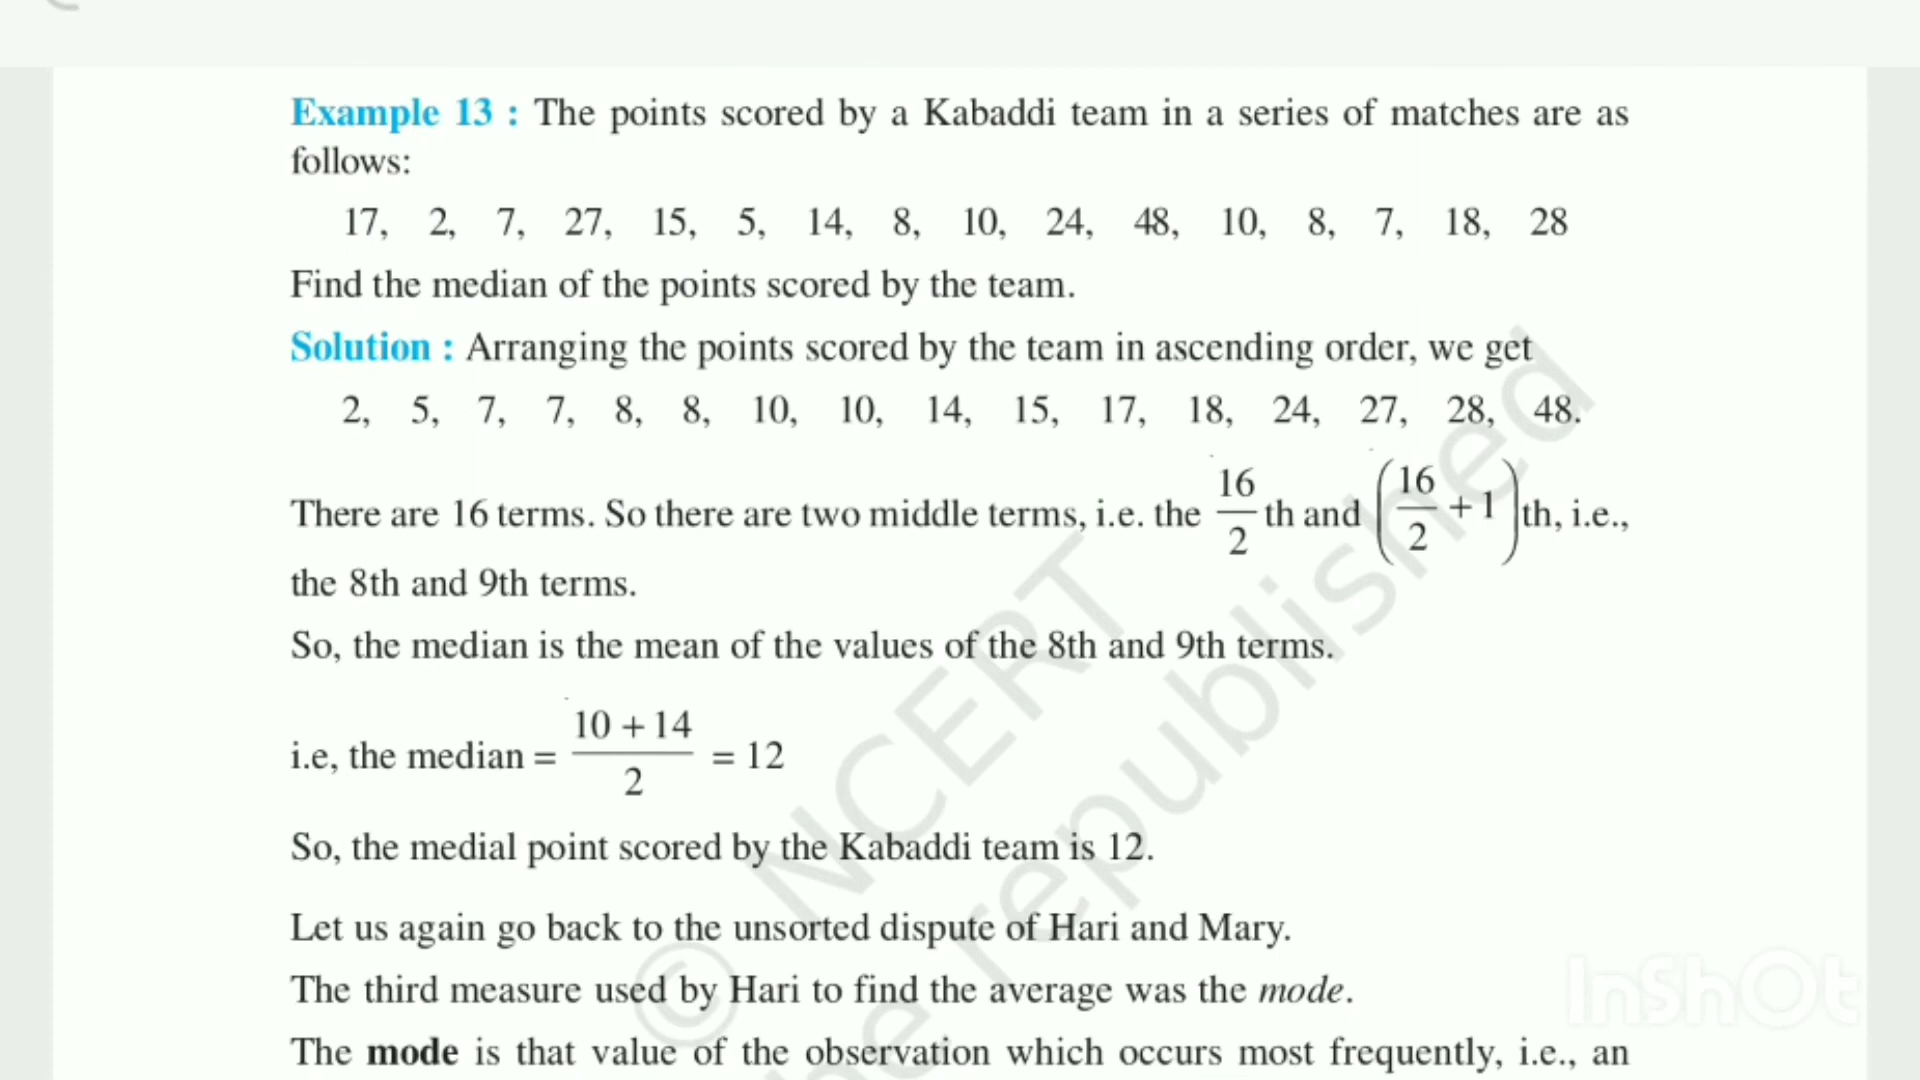 Example 13 : The points scored by a Kabaddi team in a series of matches are as
follows:
17, 2, 7, 27, 15, 5, 14, 8, 10, 24, 48, 10, 8, 7, 18, 28
Find the median of the points scored by the team.
Solution : Arranging the points scored by the team in ascending order, we get
2, 5, 7, 7, 8, 8, 10, 10, 14, 15, 17, 18, 24, 27, 28, 48.
There are 16 terms. So there are two middle terms, i.e. the 16/2 th and (16/2 + 1)th, i.e.,
the 8th and 9th terms.
So, the median is the mean of the values of the 8th and 9th terms.
i.e, the median = (10 + 14)/2 = 12
So, the medial point scored by the Kabaddi team is 12.
Let us again go back to the unsorted dispute of Hari and Mary.
The third measure used by Hari to find the average was the mode.
The mode is that value of the observation which occurs most frequently, i.e., an
© NCERT
republished
InShOt